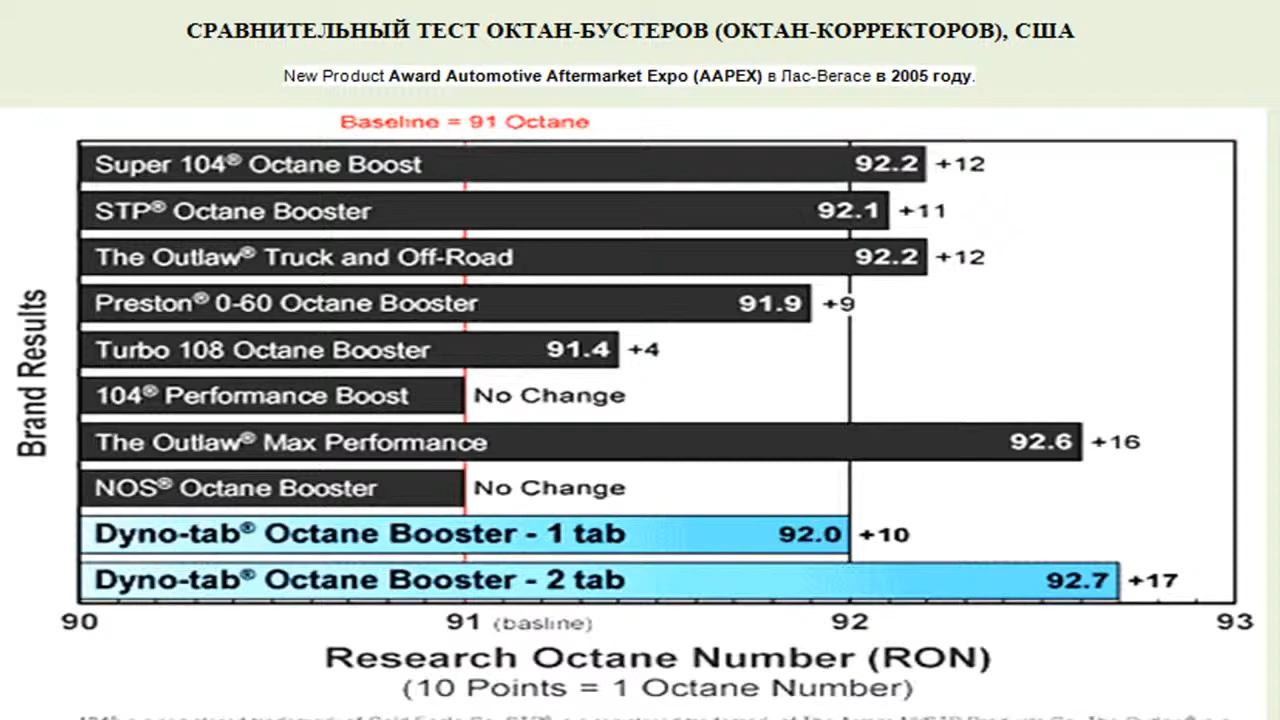 СРАВНИТЕЛЬНЫЙ ТЕСТ ОКТАН-БУСТЕРОВ (ОКТАН-КОРРЕКТОРОВ), США
New Product Award Automotive Aftermarket Expo (AAPEX) в Лас-Вегасе в 2005 году.
Baseline = 91 Octane
Super 104® Octane Boost 92.2 +12
STP® Octane Booster 92.1 +11
The Outlaw® Truck and Off-Road 92.2 +12
Preston® 0-60 Octane Booster 91.9 +9
Turbo 108 Octane Booster 91.4 +4
104® Performance Boost No Change
The Outlaw® Max Performance 92.6 +16
NOS® Octane Booster No Change
Dyno-tab® Octane Booster - 1 tab 92.0 +10
Dyno-tab® Octane Booster - 2 tab 92.7 +17
Brand Results
90 91 (basline) 92 93
Research Octane Number (RON)
(10 Points = 1 Octane Number)